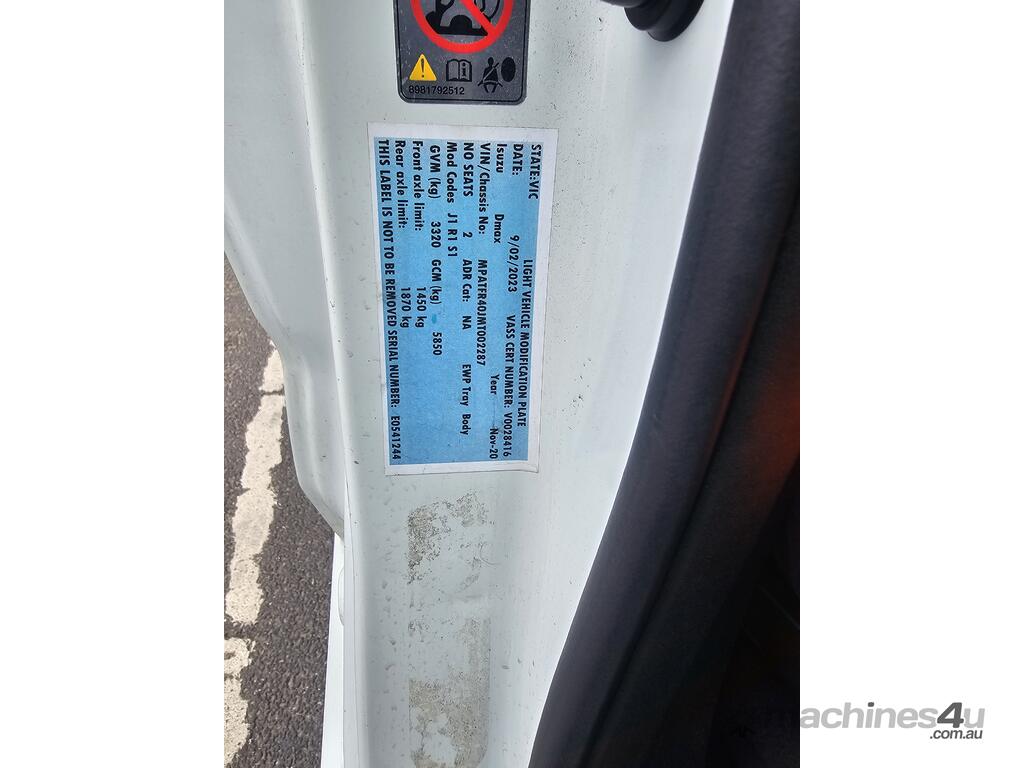 8981792512
LIGHT VEHICLE MODIFICATION PLATE
STATE:VIC VASS CERT NUMBER: V0028416
DATE: 9/02/2023
Isuzu Dmax Year Nov-20
VIN/Chassis No: MPATFR40JMT002287
NO SEATS 2 ADR Cat: NA EWP Tray Body
Mod Codes J1 R1 S1
GVM (kg) 3320 GCM (kg) - 5850
Front axle limit: 1450 kg
Rear axle limit: 1870 kg
THIS LABEL IS NOT TO BE REMOVED SERIAL NUMBER: E0541244
machines4u
.com.au